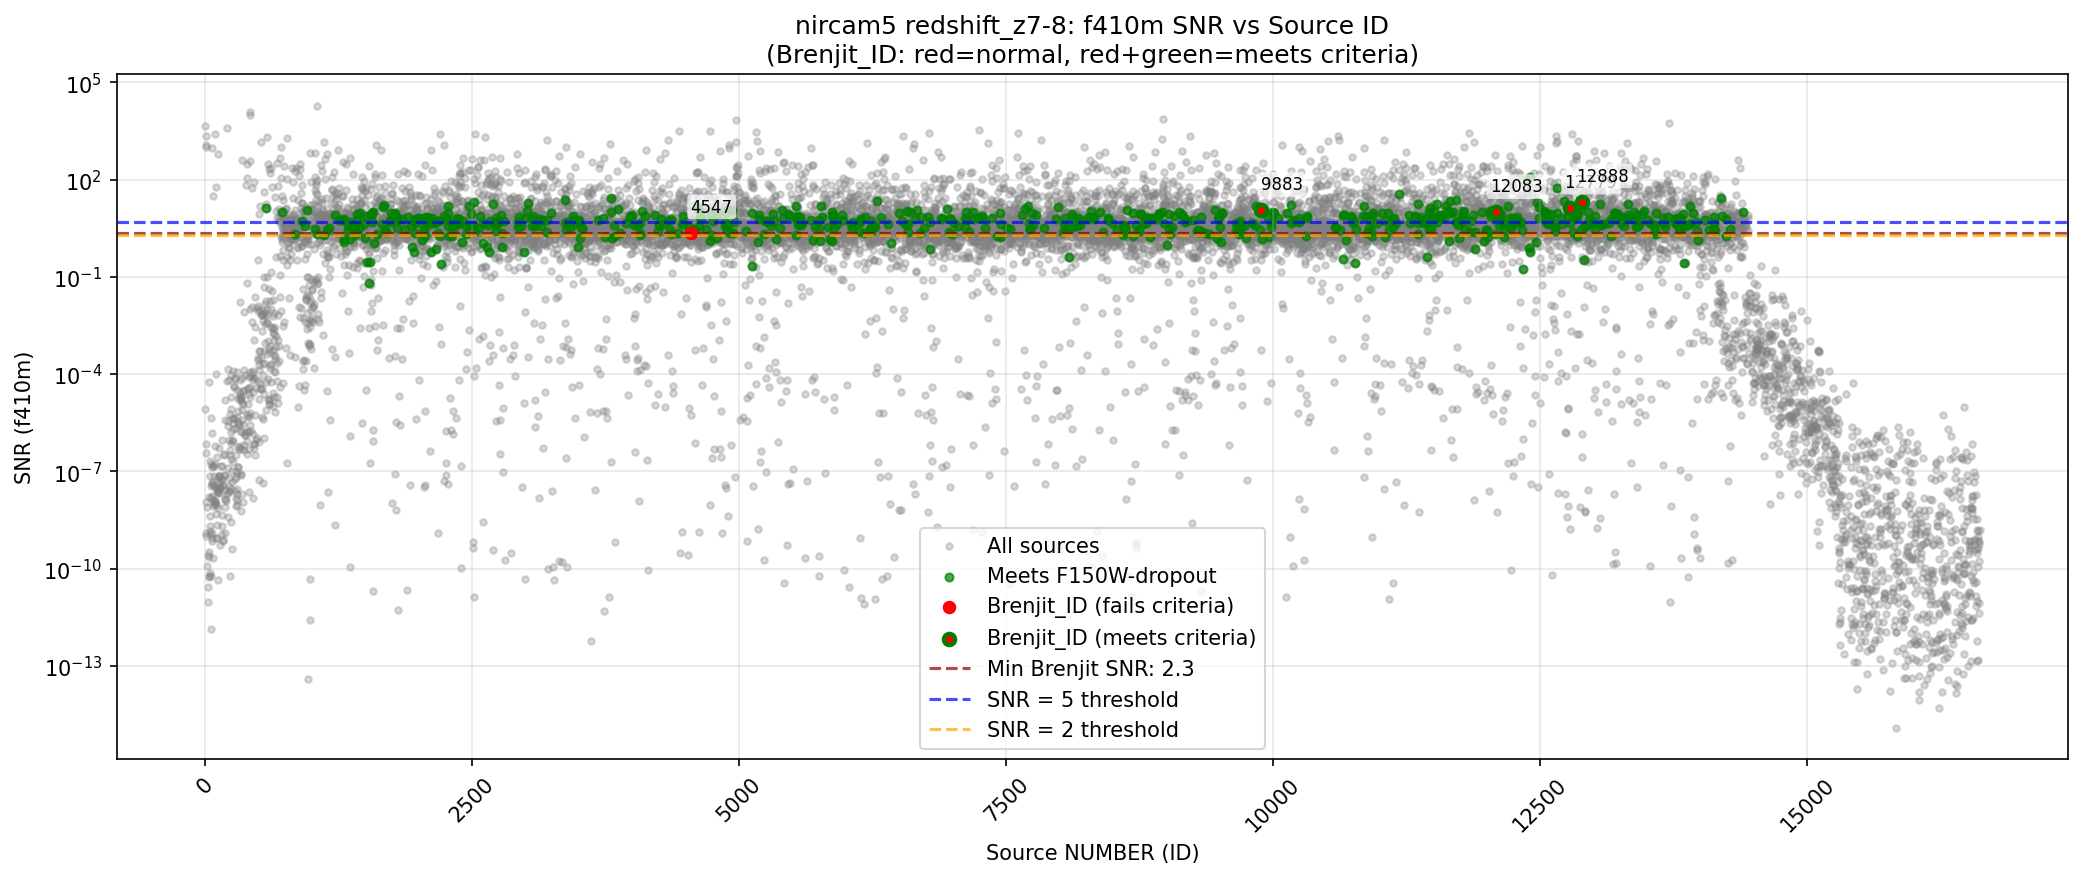 nircam5 redshift_z7-8: f410m SNR vs Source ID
(Brenjit_ID: red=normal, red+green=meets criteria)
SNR (f410m)
10^5
10^2
10^-1
10^-4
10^-7
10^-10
10^-13
4547
9883
12083
12888
All sources
Meets F150W-dropout
Brenjit_ID (fails criteria)
Brenjit_ID (meets criteria)
Min Brenjit SNR: 2.3
SNR = 5 threshold
SNR = 2 threshold
0
2500
5000
7500
10000
12500
15000
Source NUMBER (ID)